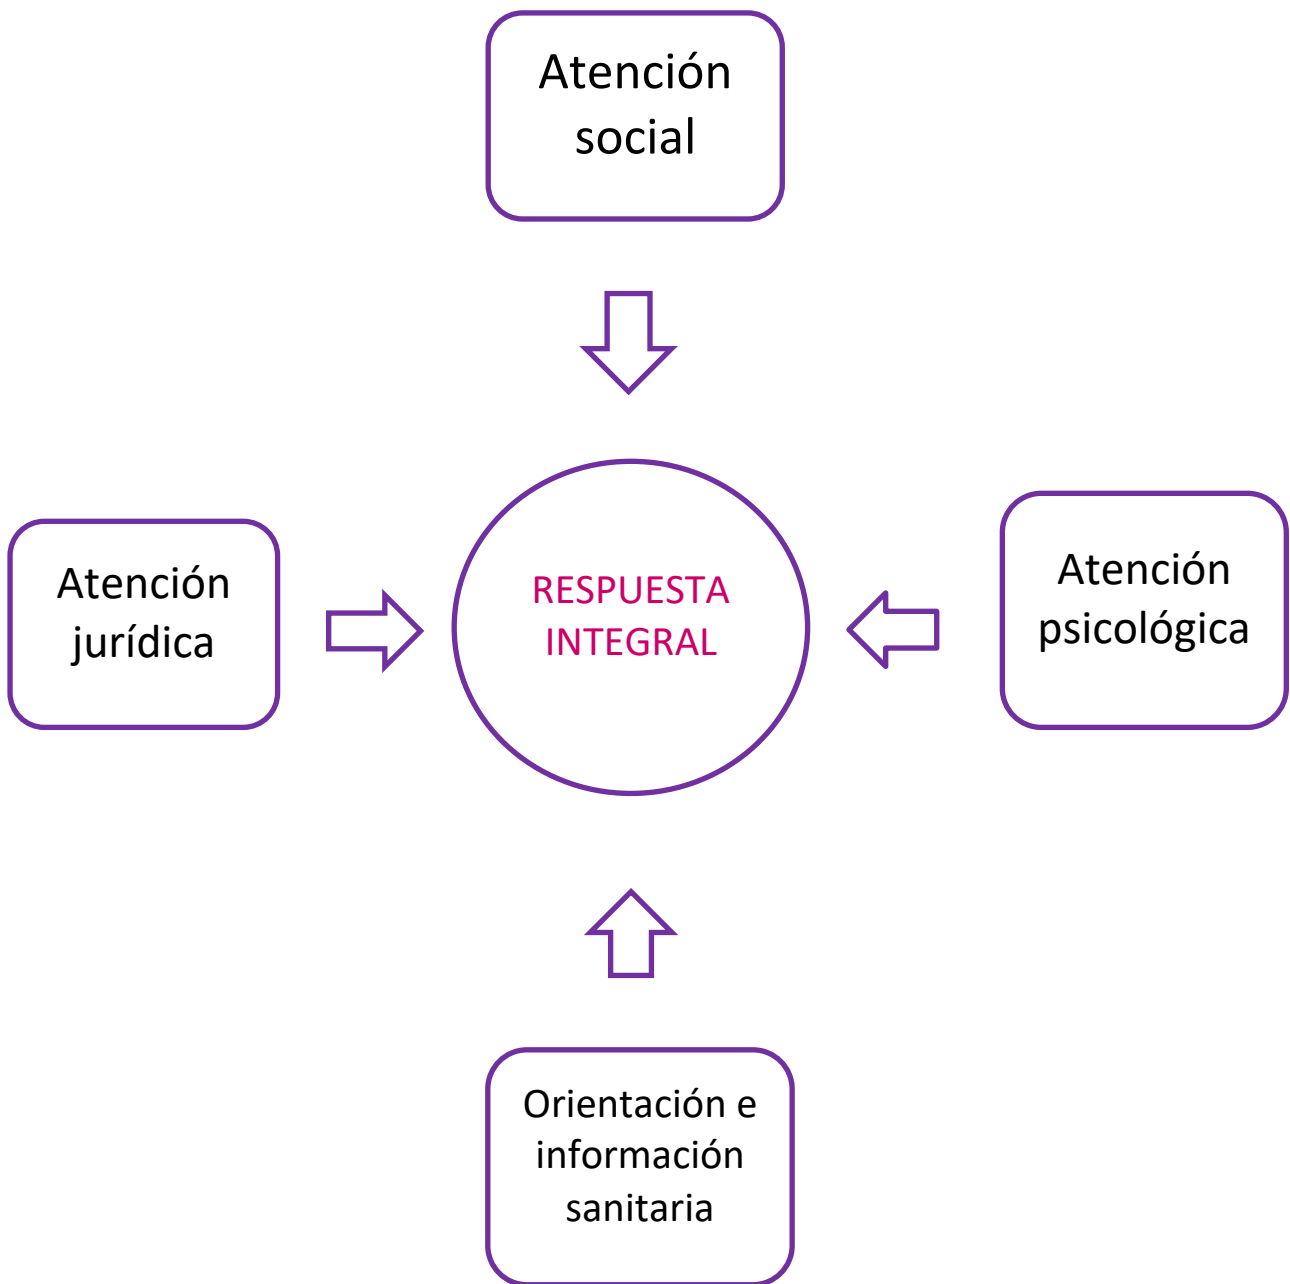 Atención
social
Atención
jurídica
RESPUESTA
INTEGRAL
Atención
psicológica
Orientación e
información
sanitaria